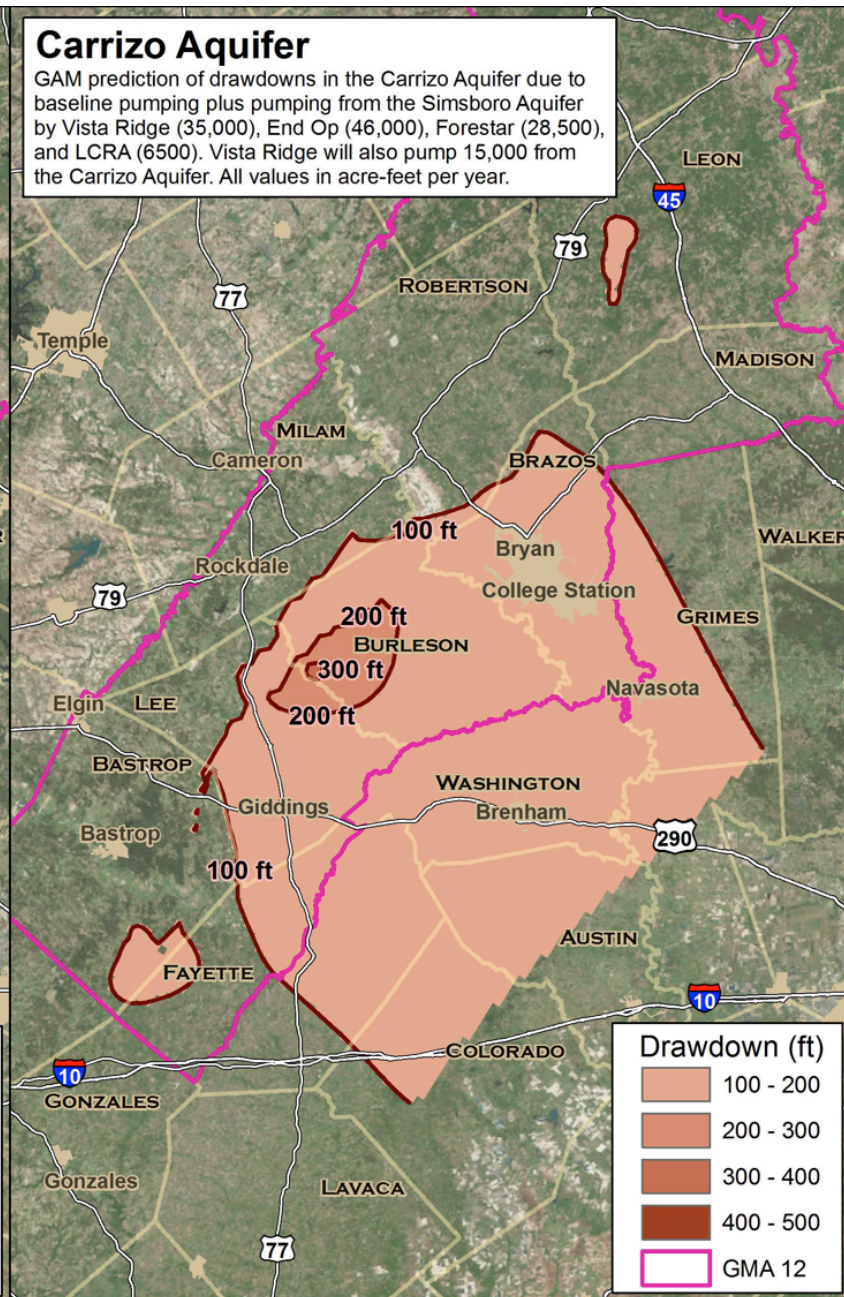 Carrizo Aquifer
GAM prediction of drawdowns in the Carrizo Aquifer due to
baseline pumping plus pumping from the Simsboro Aquifer
by Vista Ridge (35,000), End Op (46,000), Forestar (28,500),
and LCRA (6500). Vista Ridge will also pump 15,000 from
the Carrizo Aquifer. All values in acre-feet per year.
LEON
45
79
ROBERTSON
77
Temple
MADISON
MILAM
Cameron
BRAZOS
100 ft
WALKER
Bryan
Rockdale
College Station
79
200 ft
GRIMES
BURLESON
300 ft
Navasota
LEE
Elgin
200 ft
BASTROP
WASHINGTON
Giddings
Brenham
Bastrop
290
100 ft
AUSTIN
FAYETTE
10
COLORADO
10
GONZALES
Gonzales
LAVACA
77
Drawdown (ft)
100 - 200
200 - 300
300 - 400
400 - 500
GMA 12